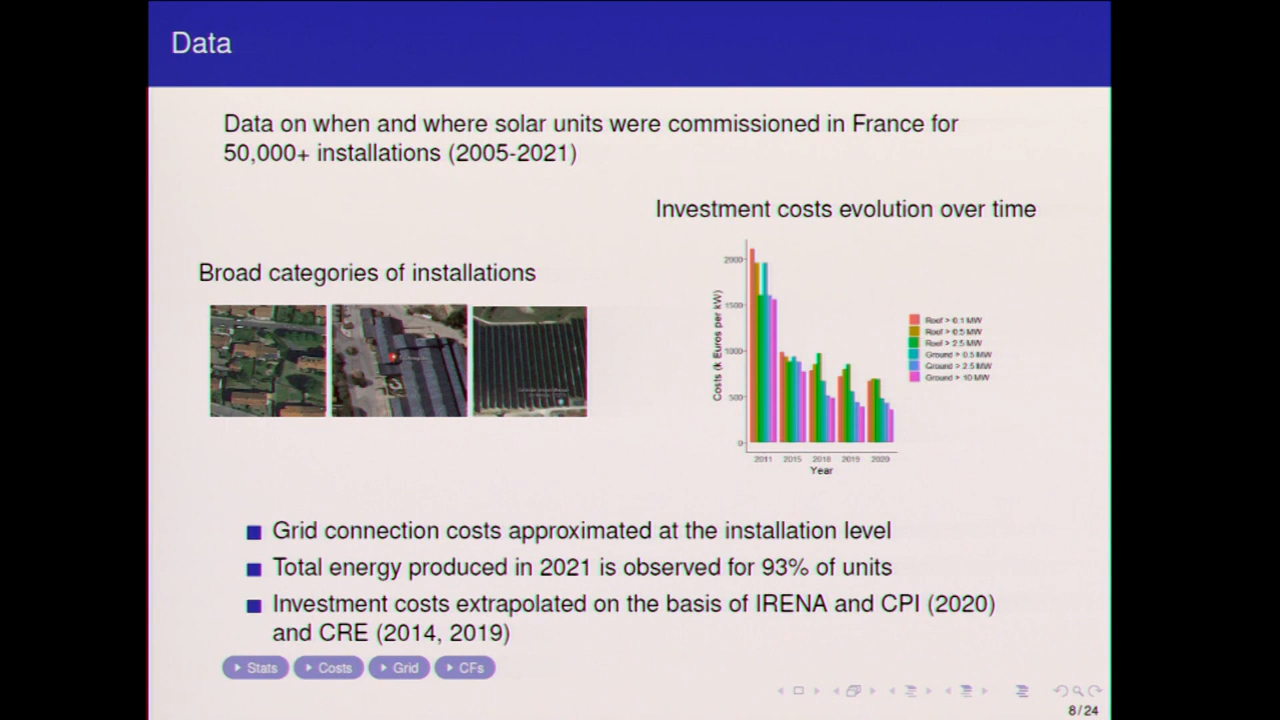 Data
Data on when and where solar units were commissioned in France for
50,000+ installations (2005-2021)
Investment costs evolution over time
Broad categories of installations
Costs (k Euros per kW)
2000
1500
1000
500
0
2011 2015 2018 2019 2020
Year
Roof > 0.1 MW
Roof > 0.5 MW
Roof > 2.5 MW
Ground > 0.5 MW
Ground > 2.5 MW
Ground > 10 MW
Grid connection costs approximated at the installation level
Total energy produced in 2021 is observed for 93% of units
Investment costs extrapolated on the basis of IRENA and CPI (2020)
and CRE (2014, 2019)
Stats Costs Grid CFs
8/24